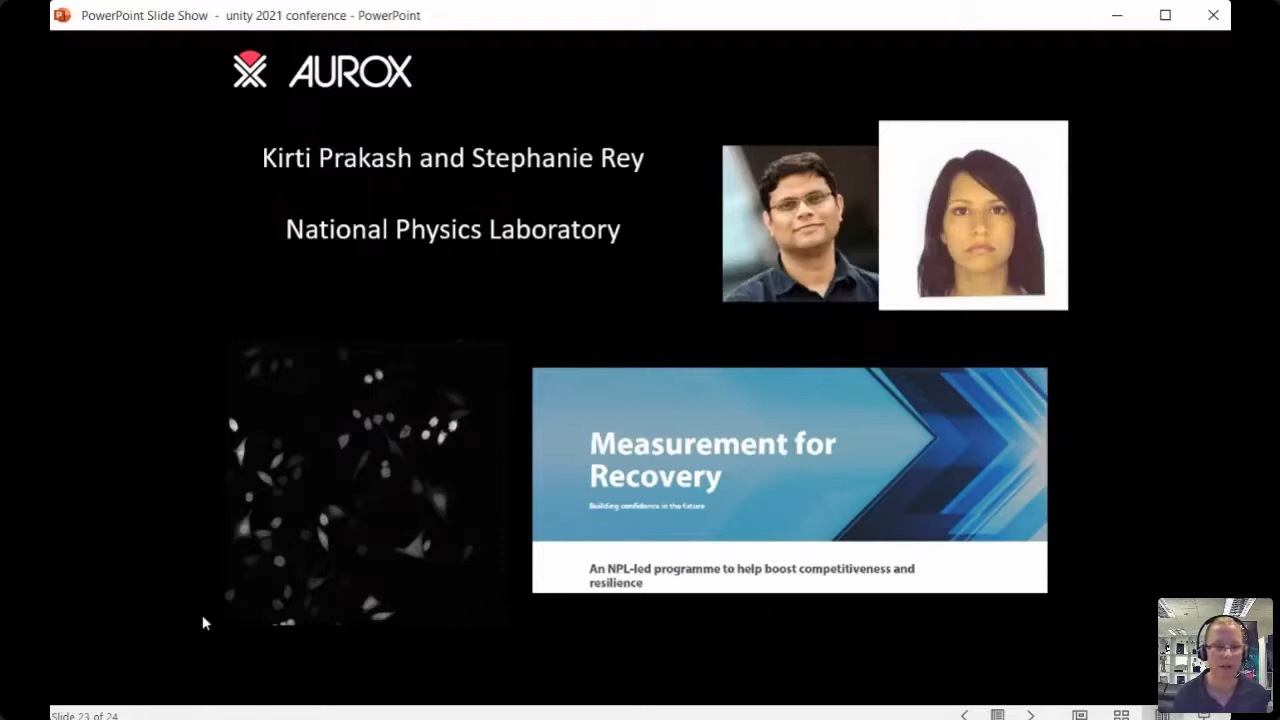 PowerPoint Slide Show - unity 2021 conference - PowerPoint
AUROX
Kirti Prakash and Stephanie Rey
National Physics Laboratory
Measurement for
Recovery
Building confidence in the future
An NPL-led programme to help boost competitiveness and
resilience
Slide 23 of 24